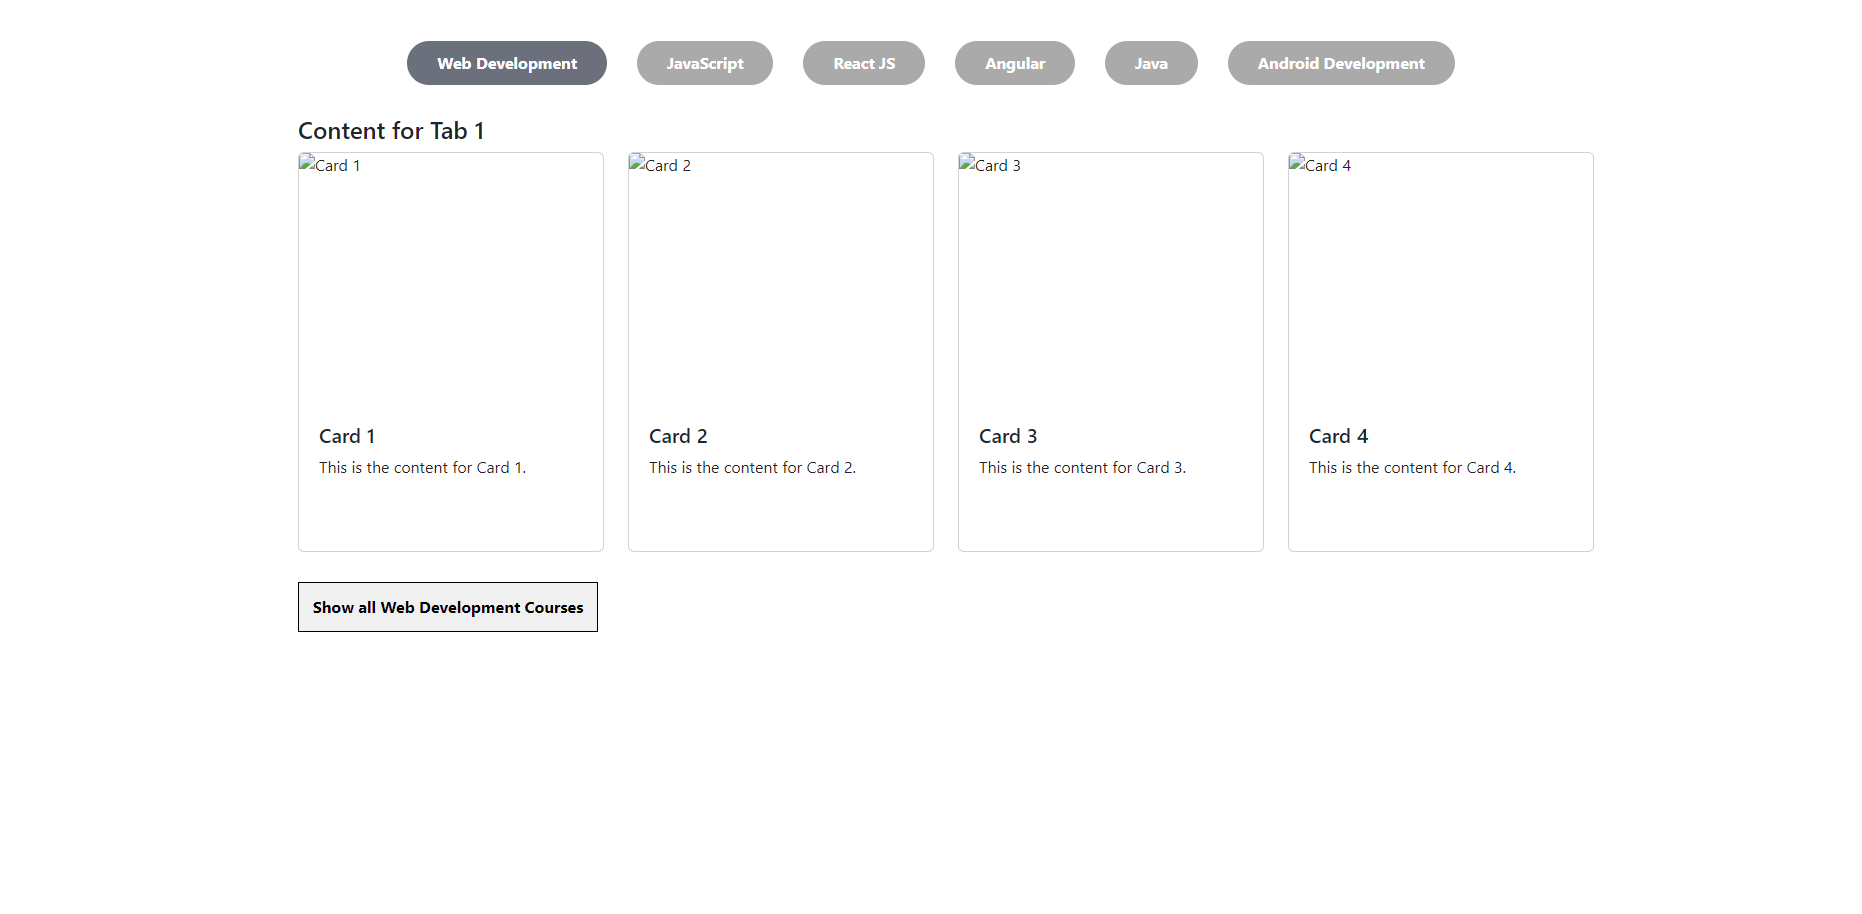 Web Development JavaScript React JS Angular Java Android Development
Content for Tab 1
Card 1 Card 2 Card 3 Card 4
Card 1 Card 2 Card 3 Card 4
This is the content for Card 1. This is the content for Card 2. This is the content for Card 3. This is the content for Card 4.
Show all Web Development Courses